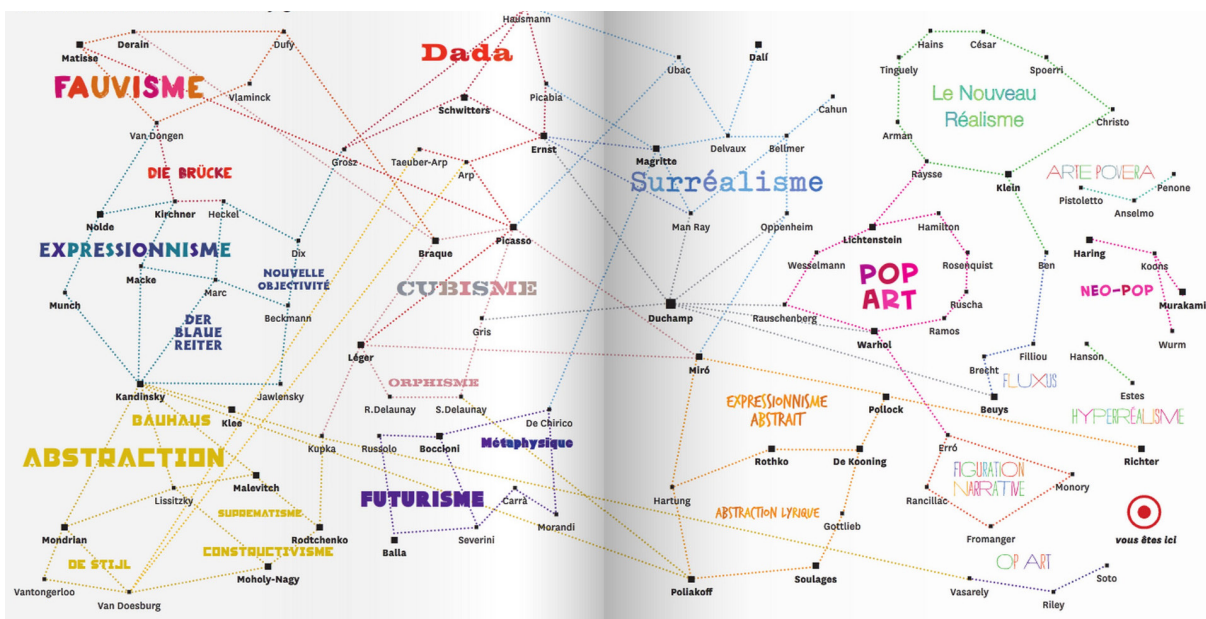 Hausmann
Matisse
Derain
Dufy
Dada
Ubac
Dalí
Hains
César
Tinguely
Spoerri
FAUVISME
Vlaminck
Schwitters
Picabia
Cahun
Le Nouveau
Réalisme
Van Dongen
Grosz
Taeuber-Arp
Arp
Ernst
Magritte
Delvaux
Bellmer
Arman
Christo
DIE BRÜCKE
Surréalisme
Raysse
Klein
ARTE POVERA
Pistoletto
Penone
Anselmo
Nolde
Kirchner
Heckel
Picasso
Man Ray
Oppenheim
Lichtenstein
Hamilton
EXPRESSIONNISME
Dix
Braque
Wesselmann
Rosenquist
Ben
Haring
Koons
Macke
Marc
NOUVELLE
OBJECTIVITÉ
CUBISME
POP
ART
NEO-POP
Munch
Beckmann
Gris
Duchamp
Rauschenberg
Ruscha
Ramos
Murakami
DER
BLAUE
REITER
Léger
Miró
Warhol
Brecht
Filliou
Hanson
Wurm
Kandinsky
Jawlensky
ORPHISME
R.Delaunay
S.Delaunay
FLUXUS
Estes
BAUHAUS
Klee
De Chirico
EXPRESSIONNISME
ABSTRAIT
Pollock
Beuys
HYPERRÉALISME
ABSTRACTION
Kupka
Russolo
Boccioni
Métaphysique
Rothko
De Kooning
Erró
Richter
Malevitch
Lissitzky
FUTURISME
Carrà
Hartung
FIGURATION
NARRATIVE
Rancillac
Monory
SUPREMATISME
Morandi
ABSTRACTION LYRIQUE
Gottlieb
Mondrian
Rodtchenko
Balla
Severini
Fromanger
vous êtes ici
CONSTRUCTIVISME
DE STIJL
Moholy-Nagy
Soulages
OP ART
Vantongerloo
Van Doesburg
Poliakoff
Vasarely
Riley
Soto